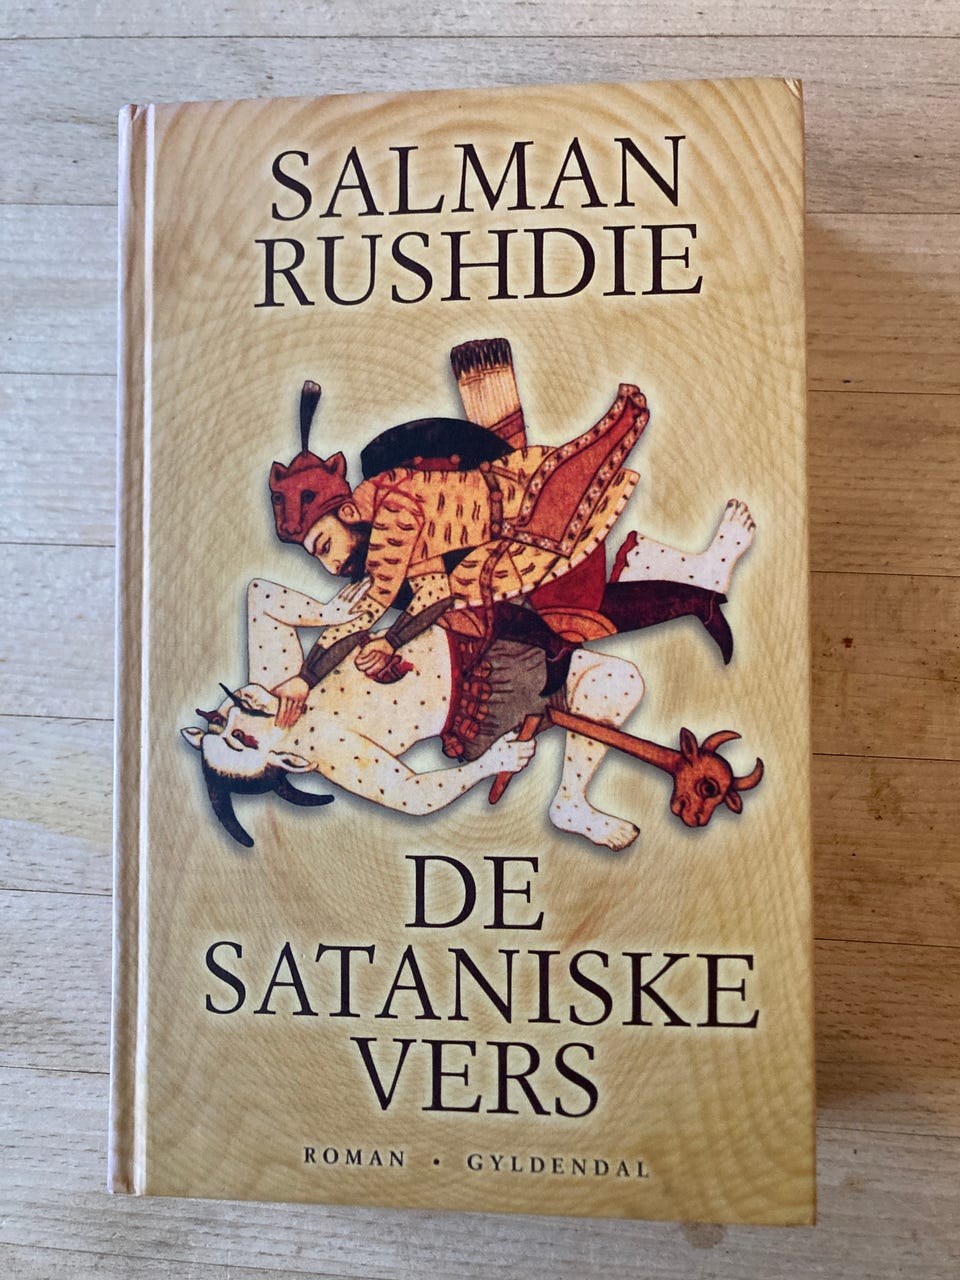 SALMAN
RUSHDIE
DE
SATANISKE
VERS
ROMAN • GYLDENDAL